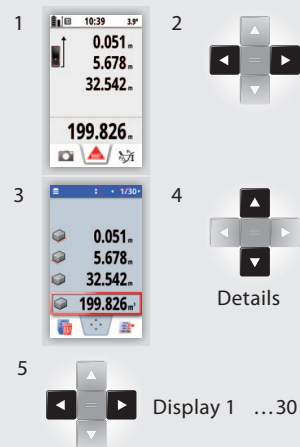 1
10:39 3.9°
0.051 m
5.678 m
32.542 m
199.826 m
2
=
3
1/30
0.051 m
5.678 m
32.542 m
199.826 m³
4
=
Details
5
=
Display 1 ...30